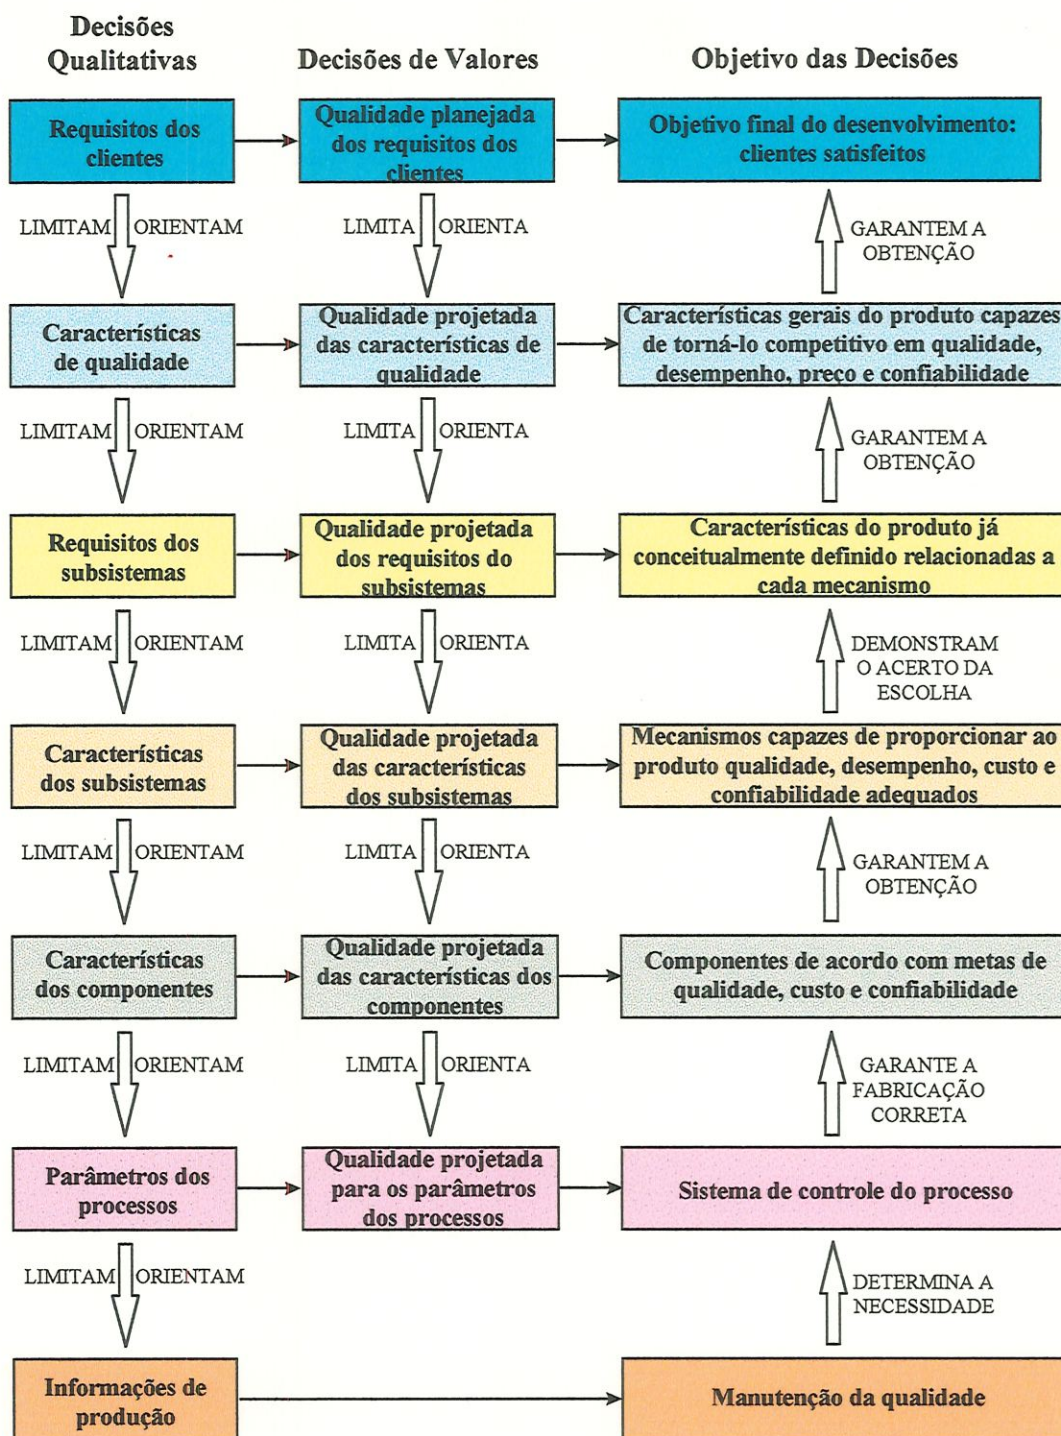 Decisões
Qualitativas
Decisões de Valores
Objetivo das Decisões
Requisitos dos
clientes
Qualidade planejada
dos requisitos dos
clientes
Objetivo final do desenvolvimento:
clientes satisfeitos
LIMITAM ORIENTAM
LIMITA ORIENTA
GARANTEM A
OBTENÇÃO
Características
de qualidade
Qualidade projetada
das características de
qualidade
Características gerais do produto capazes
de torná-lo competitivo em qualidade,
desempenho, preço e confiabilidade
LIMITAM ORIENTAM
LIMITA ORIENTA
GARANTEM A
OBTENÇÃO
Requisitos dos
subsistemas
Qualidade projetada
dos requisitos do
subsistemas
Características do produto já
conceitualmente definido relacionadas a
cada mecanismo
LIMITAM ORIENTAM
LIMITA ORIENTA
DEMONSTRAM
O ACERTO DA
ESCOLHA
Características
dos subsistemas
Qualidade projetada
das características
dos subsistemas
Mecanismos capazes de proporcionar ao
produto qualidade, desempenho, custo e
confiabilidade adequados
LIMITAM ORIENTAM
LIMITA ORIENTA
GARANTEM A
OBTENÇÃO
Características
dos componentes
Qualidade projetada
das características dos
componentes
Componentes de acordo com metas de
qualidade, custo e confiabilidade
LIMITAM ORIENTAM
LIMITA ORIENTA
GARANTE A
FABRICAÇÃO
CORRETA
Parâmetros dos
processos
Qualidade projetada
para os parâmetros
dos processos
Sistema de controle do processo
LIMITAM ORIENTAM
DETERMINA A
NECESSIDADE
Informações de
produção
Manutenção da qualidade